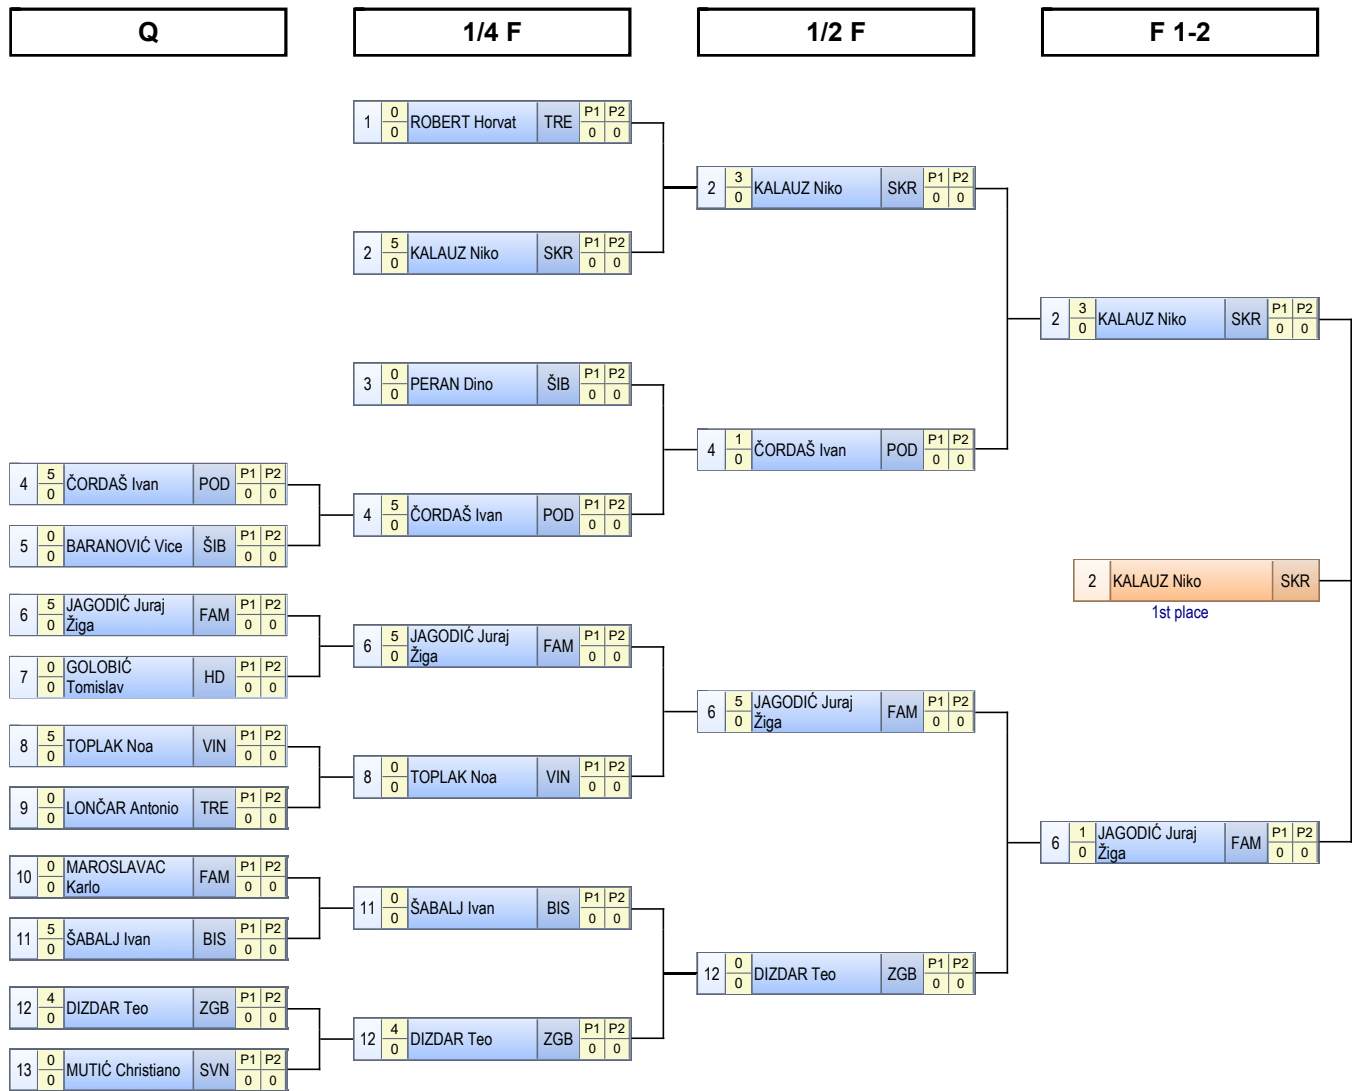 Q
1/4 F
1/2 F
F 1-2
1 0 0 ROBERT Horvat TRE P1 P2 0 0
2 5 0 KALAUZ Niko SKR P1 P2 0 0
3 0 0 PERAN Dino ŠIB P1 P2 0 0
4 5 0 ČORDAŠ Ivan POD P1 P2 0 0
5 0 0 BARANOVIĆ Vice ŠIB P1 P2 0 0
6 5 0 JAGODIĆ Juraj
Žiga FAM P1 P2 0 0
7 0 0 GOLOBIĆ
Tomislav HD P1 P2 0 0
8 5 0 TOPLAK Noa VIN P1 P2 0 0
9 0 0 LONČAR Antonio TRE P1 P2 0 0
10 0 0 MAROSLAVAC
Karlo FAM P1 P2 0 0
11 5 0 ŠABALJ Ivan BIS P1 P2 0 0
12 4 0 DIZDAR Teo ZGB P1 P2 0 0
13 0 0 MUTIĆ Christiano SVN P1 P2 0 0
4 5 0 ČORDAŠ Ivan POD P1 P2 0 0
6 5 0 JAGODIĆ Juraj
Žiga FAM P1 P2 0 0
8 0 0 TOPLAK Noa VIN P1 P2 0 0
11 0 0 ŠABALJ Ivan BIS P1 P2 0 0
12 4 0 DIZDAR Teo ZGB P1 P2 0 0
2 3 0 KALAUZ Niko SKR P1 P2 0 0
4 1 0 ČORDAŠ Ivan POD P1 P2 0 0
6 5 0 JAGODIĆ Juraj
Žiga FAM P1 P2 0 0
12 0 0 DIZDAR Teo ZGB P1 P2 0 0
2 3 0 KALAUZ Niko SKR P1 P2 0 0
2 KALAUZ Niko SKR
1st place
6 1 0 JAGODIĆ Juraj
Žiga FAM P1 P2 0 0